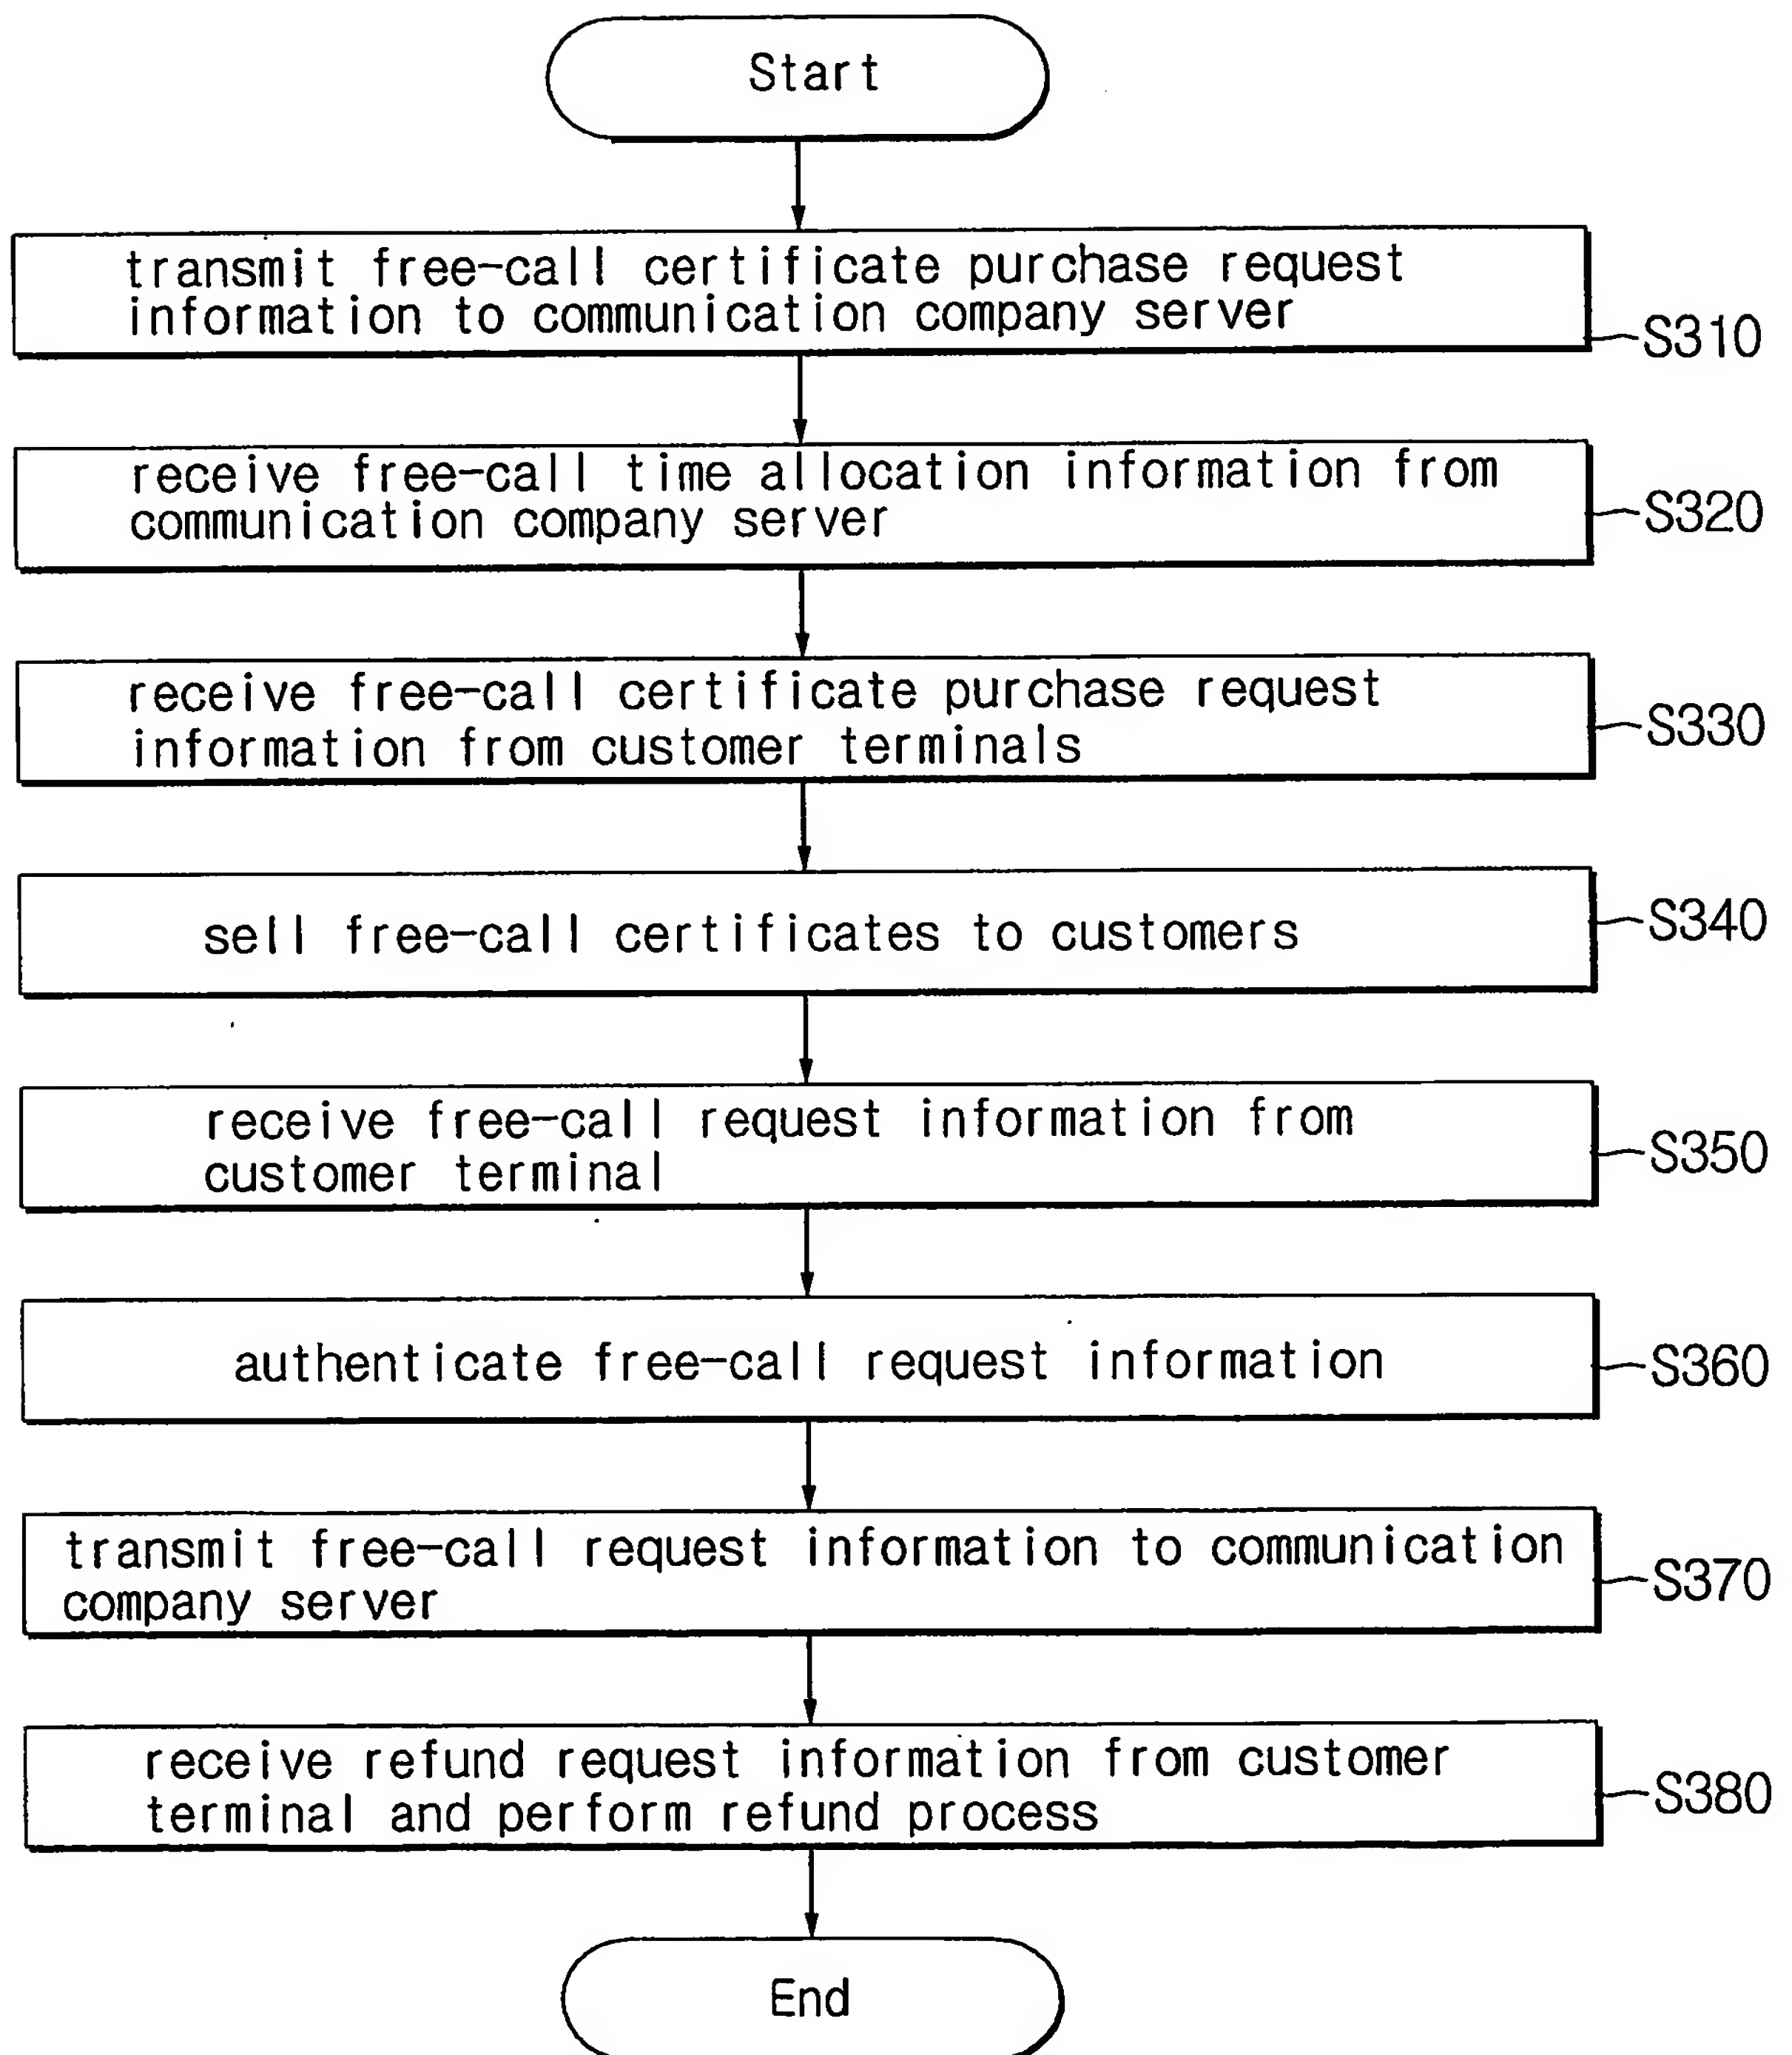 Start
transmit free-call certificate purchase request
information to communication company server
S310
receive free-call time allocation information from
communication company server
S320
receive free-call certificate purchase request
information from customer terminals
S330
sell free-call certificates to customers
S340
receive free-call request information from
customer terminal
S350
authenticate free-call request information
S360
transmit free-call request information to communication
company server
S370
receive refund request information from customer
terminal and perform refund process
S380
End